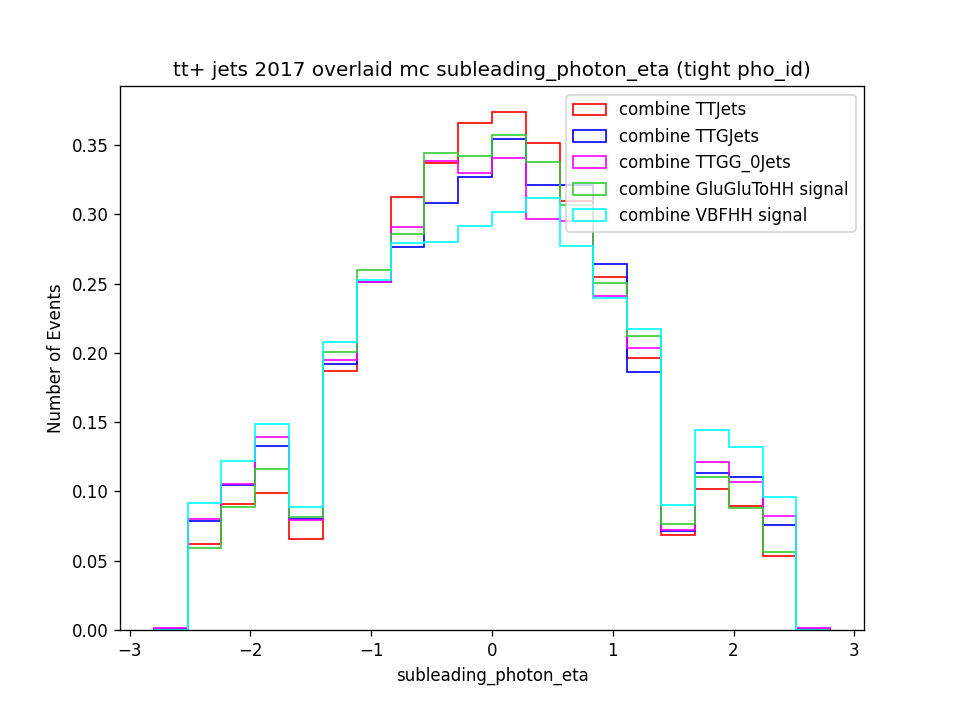 tt+ jets 2017 overlaid mc subleading_photon_eta (tight pho_id)
combine TTJets
combine TTGJets
combine TTGG_0Jets
combine GluGluToHH signal
combine VBFHH signal
Number of Events
0.35
0.30
0.25
0.20
0.15
0.10
0.05
0.00
−3 −2 −1 0 1 2 3
subleading_photon_eta